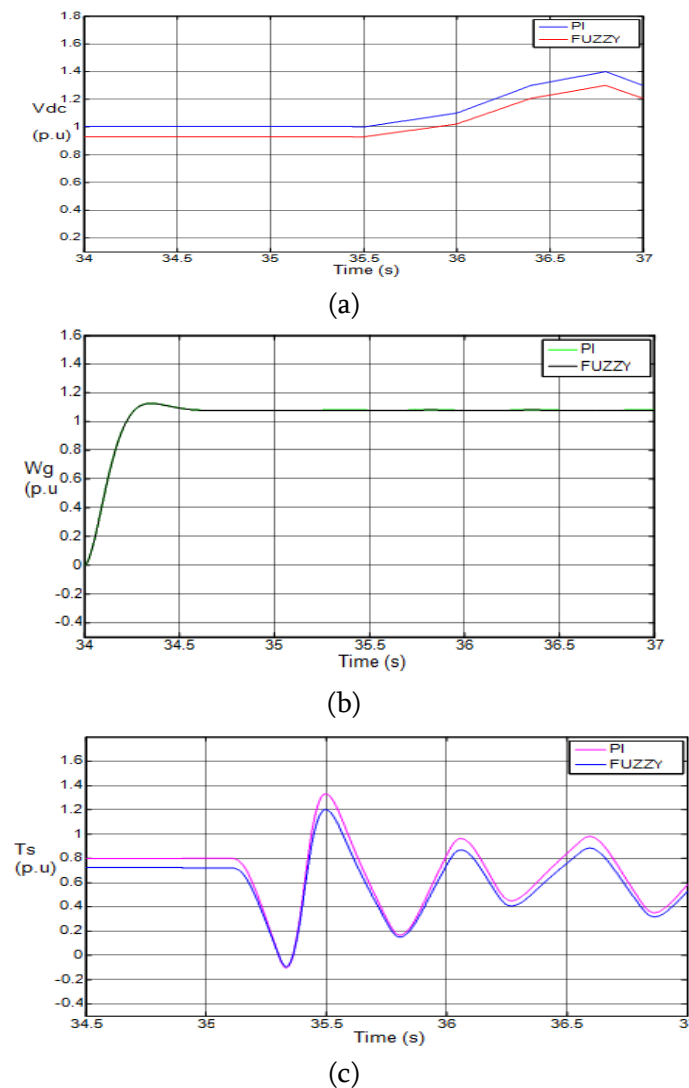 1.8
PI
FUZZY
1.6
1.4
1.2
Vdc
(p.u)
1
0.8
0.6
0.4
0.2
34 34.5 35 35.5 36 36.5 37
Time (s)
(a)
1.6
PI
FUZZY
1.4
1.2
1
0.8
Wg
(p.u
0.6
0.4
0.2
0
-0.2
-0.4
34 34.5 35 35.5 36 36.5 37
Time (s)
(b)
PI
FUZZY
1.6
1.4
1.2
1
Ts
(p.u)
0.8
0.6
0.4
0.2
0
-0.2
-0.4
34.5 35 35.5 36 36.5 3
Time (s)
(c)